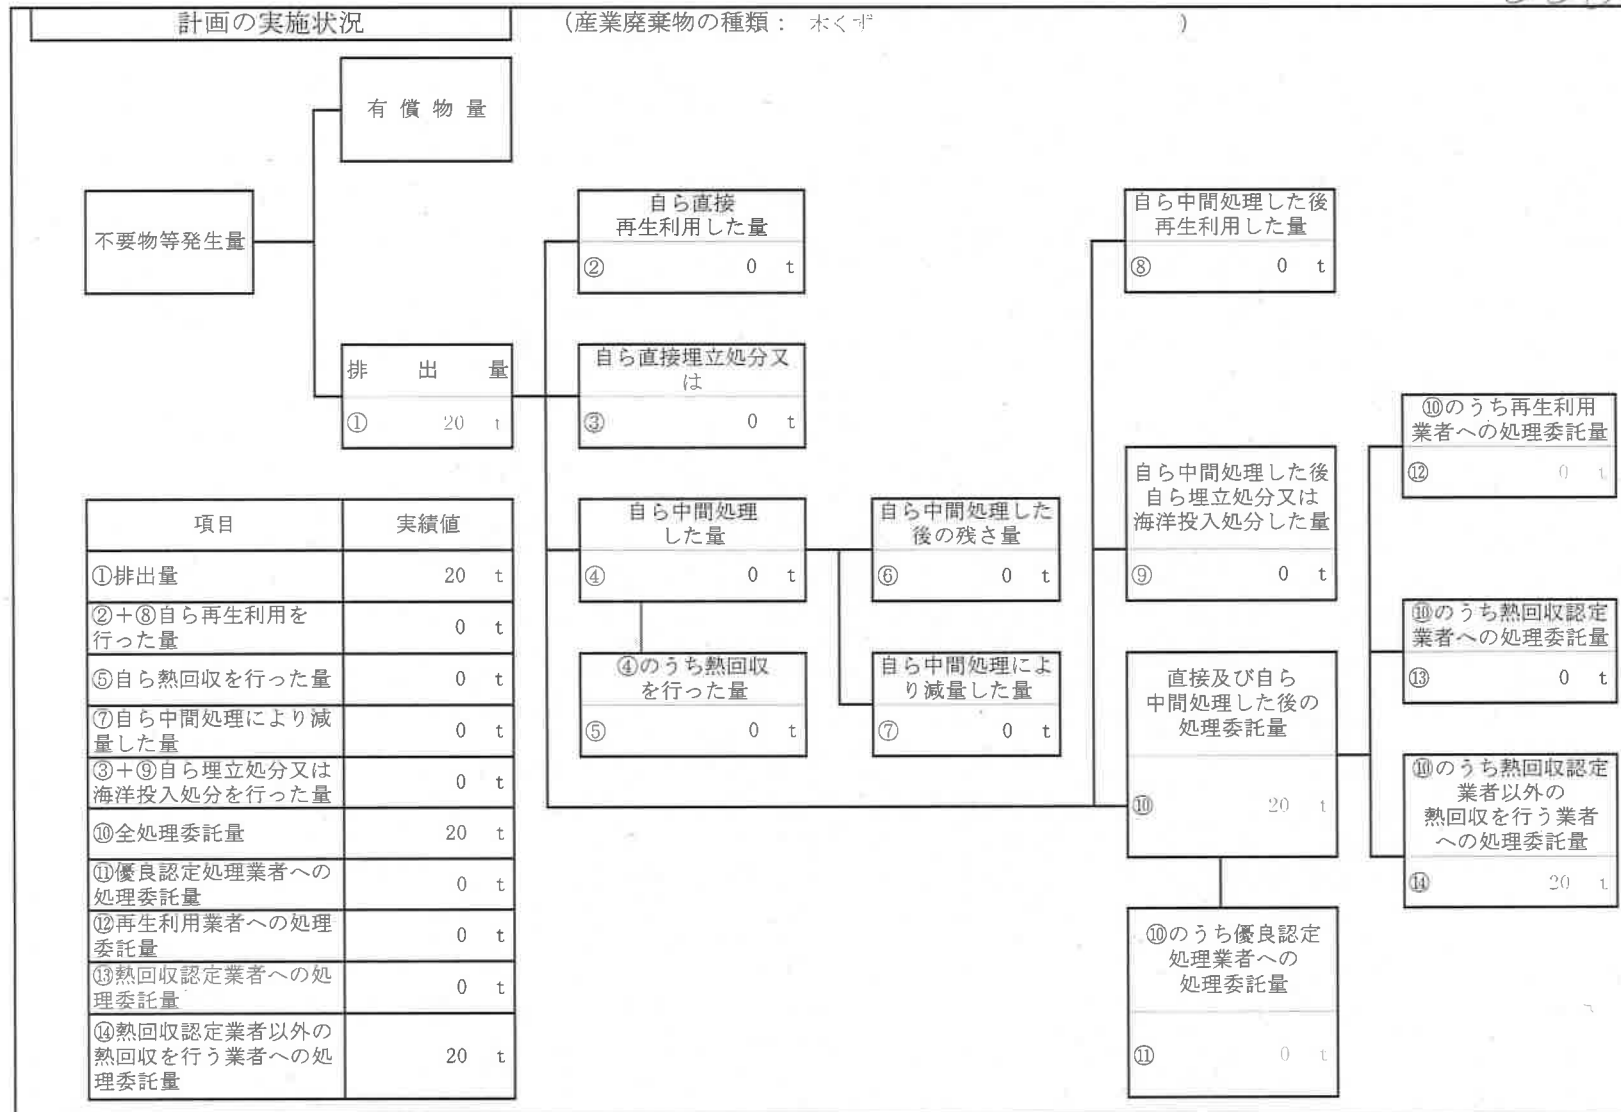 計画の実施状況
(産業廃棄物の種類： 木くず )
有償物量
不要物等発生量
排出量
① 20 t
自ら直接
再生利用した量
② 0 t
自ら直接埋立処分又
は
③ 0 t
自ら中間処理
した量
④ 0 t
④のうち熱回収
を行った量
⑤ 0 t
自ら中間処理した
後の残さ量
⑥ 0 t
自ら中間処理によ
り減量した量
⑦ 0 t
自ら中間処理した後
再生利用した量
⑧ 0 t
自ら中間処理した後
自ら埋立処分又は
海洋投入処分した量
⑨ 0 t
直接及び自ら
中間処理した後の
処理委託量
⑩ 20 t
⑩のうち優良認定
処理業者への
処理委託量
⑪ 0 t
⑩のうち再生利用
業者への処理委託量
⑫ 0 t
⑩のうち熱回収認定
業者への処理委託量
⑬ 0 t
⑩のうち熱回収認定
業者以外の
熱回収を行う業者
への処理委託量
⑭ 20 t
項目 実績値
①排出量 20 t
②＋⑧自ら再生利用を
行った量 0 t
⑤自ら熱回収を行った量 0 t
⑦自ら中間処理により減
量した量 0 t
③＋⑨自ら埋立処分又は
海洋投入処分を行った量 0 t
⑩全処理委託量 20 t
⑪優良認定処理業者への
処理委託量 0 t
⑫再生利用業者への処理
委託量 0 t
⑬熱回収認定業者への処
理委託量 0 t
⑭熱回収認定業者以外の
熱回収を行う業者への処
理委託量 20 t